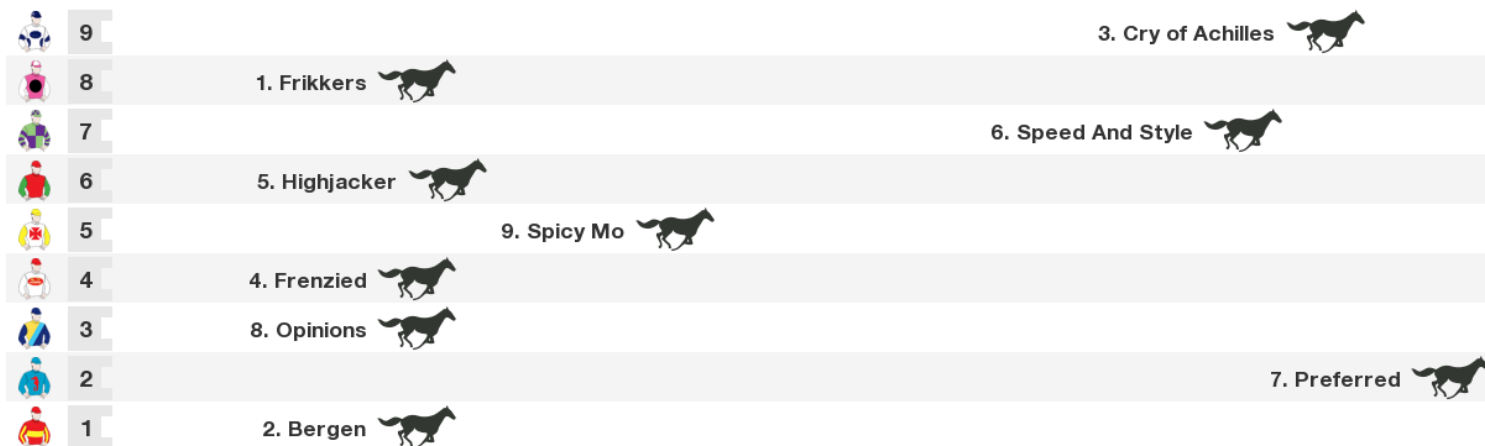 9 3. Cry of Achilles
8 1. Frikkers
7 6. Speed And Style
6 5. Highjacker
5 9. Spicy Mo
4 4. Frenzied
3 8. Opinions
2 7. Preferred
1 2. Bergen